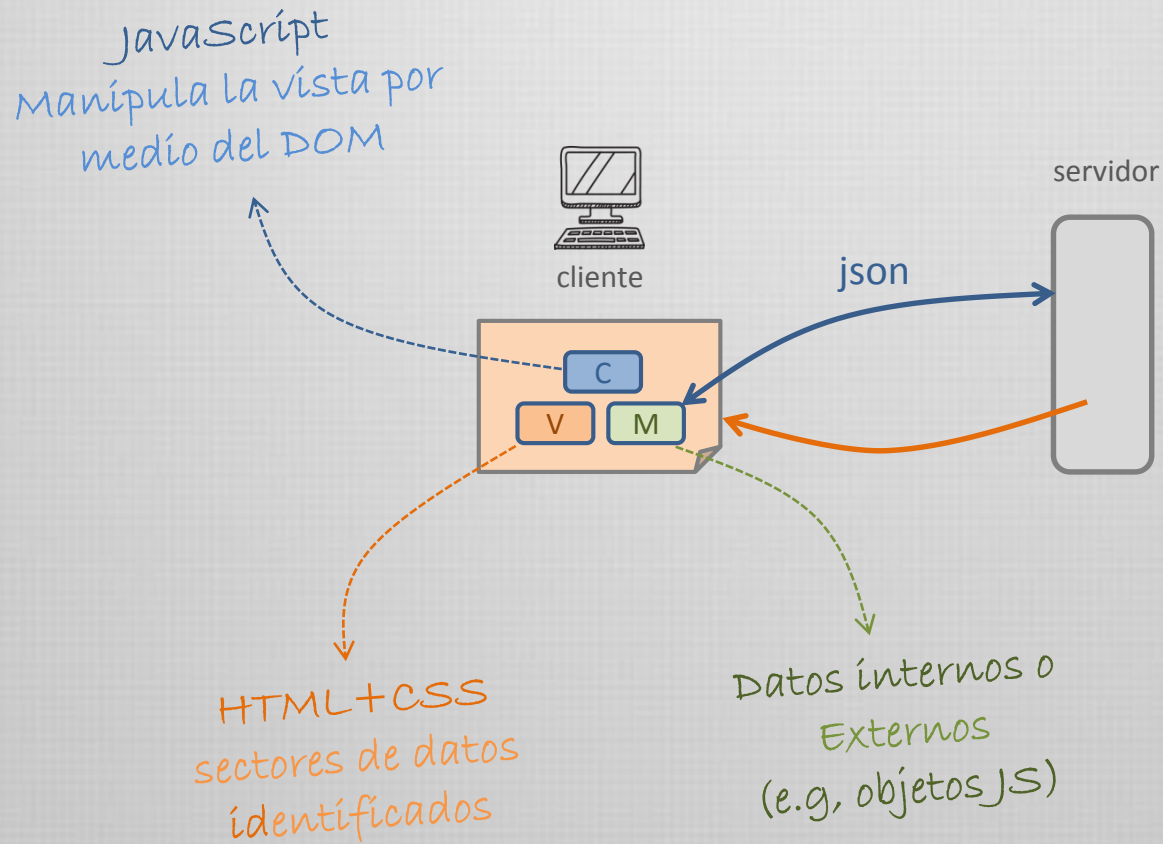 JavaScript
Manipula la vista por
medio del DOM
servidor
cliente
json
C
V
M
HTML+CSS
sectores de datos
identificados
Datos internos o
Externos
(e.g, objetos JS)